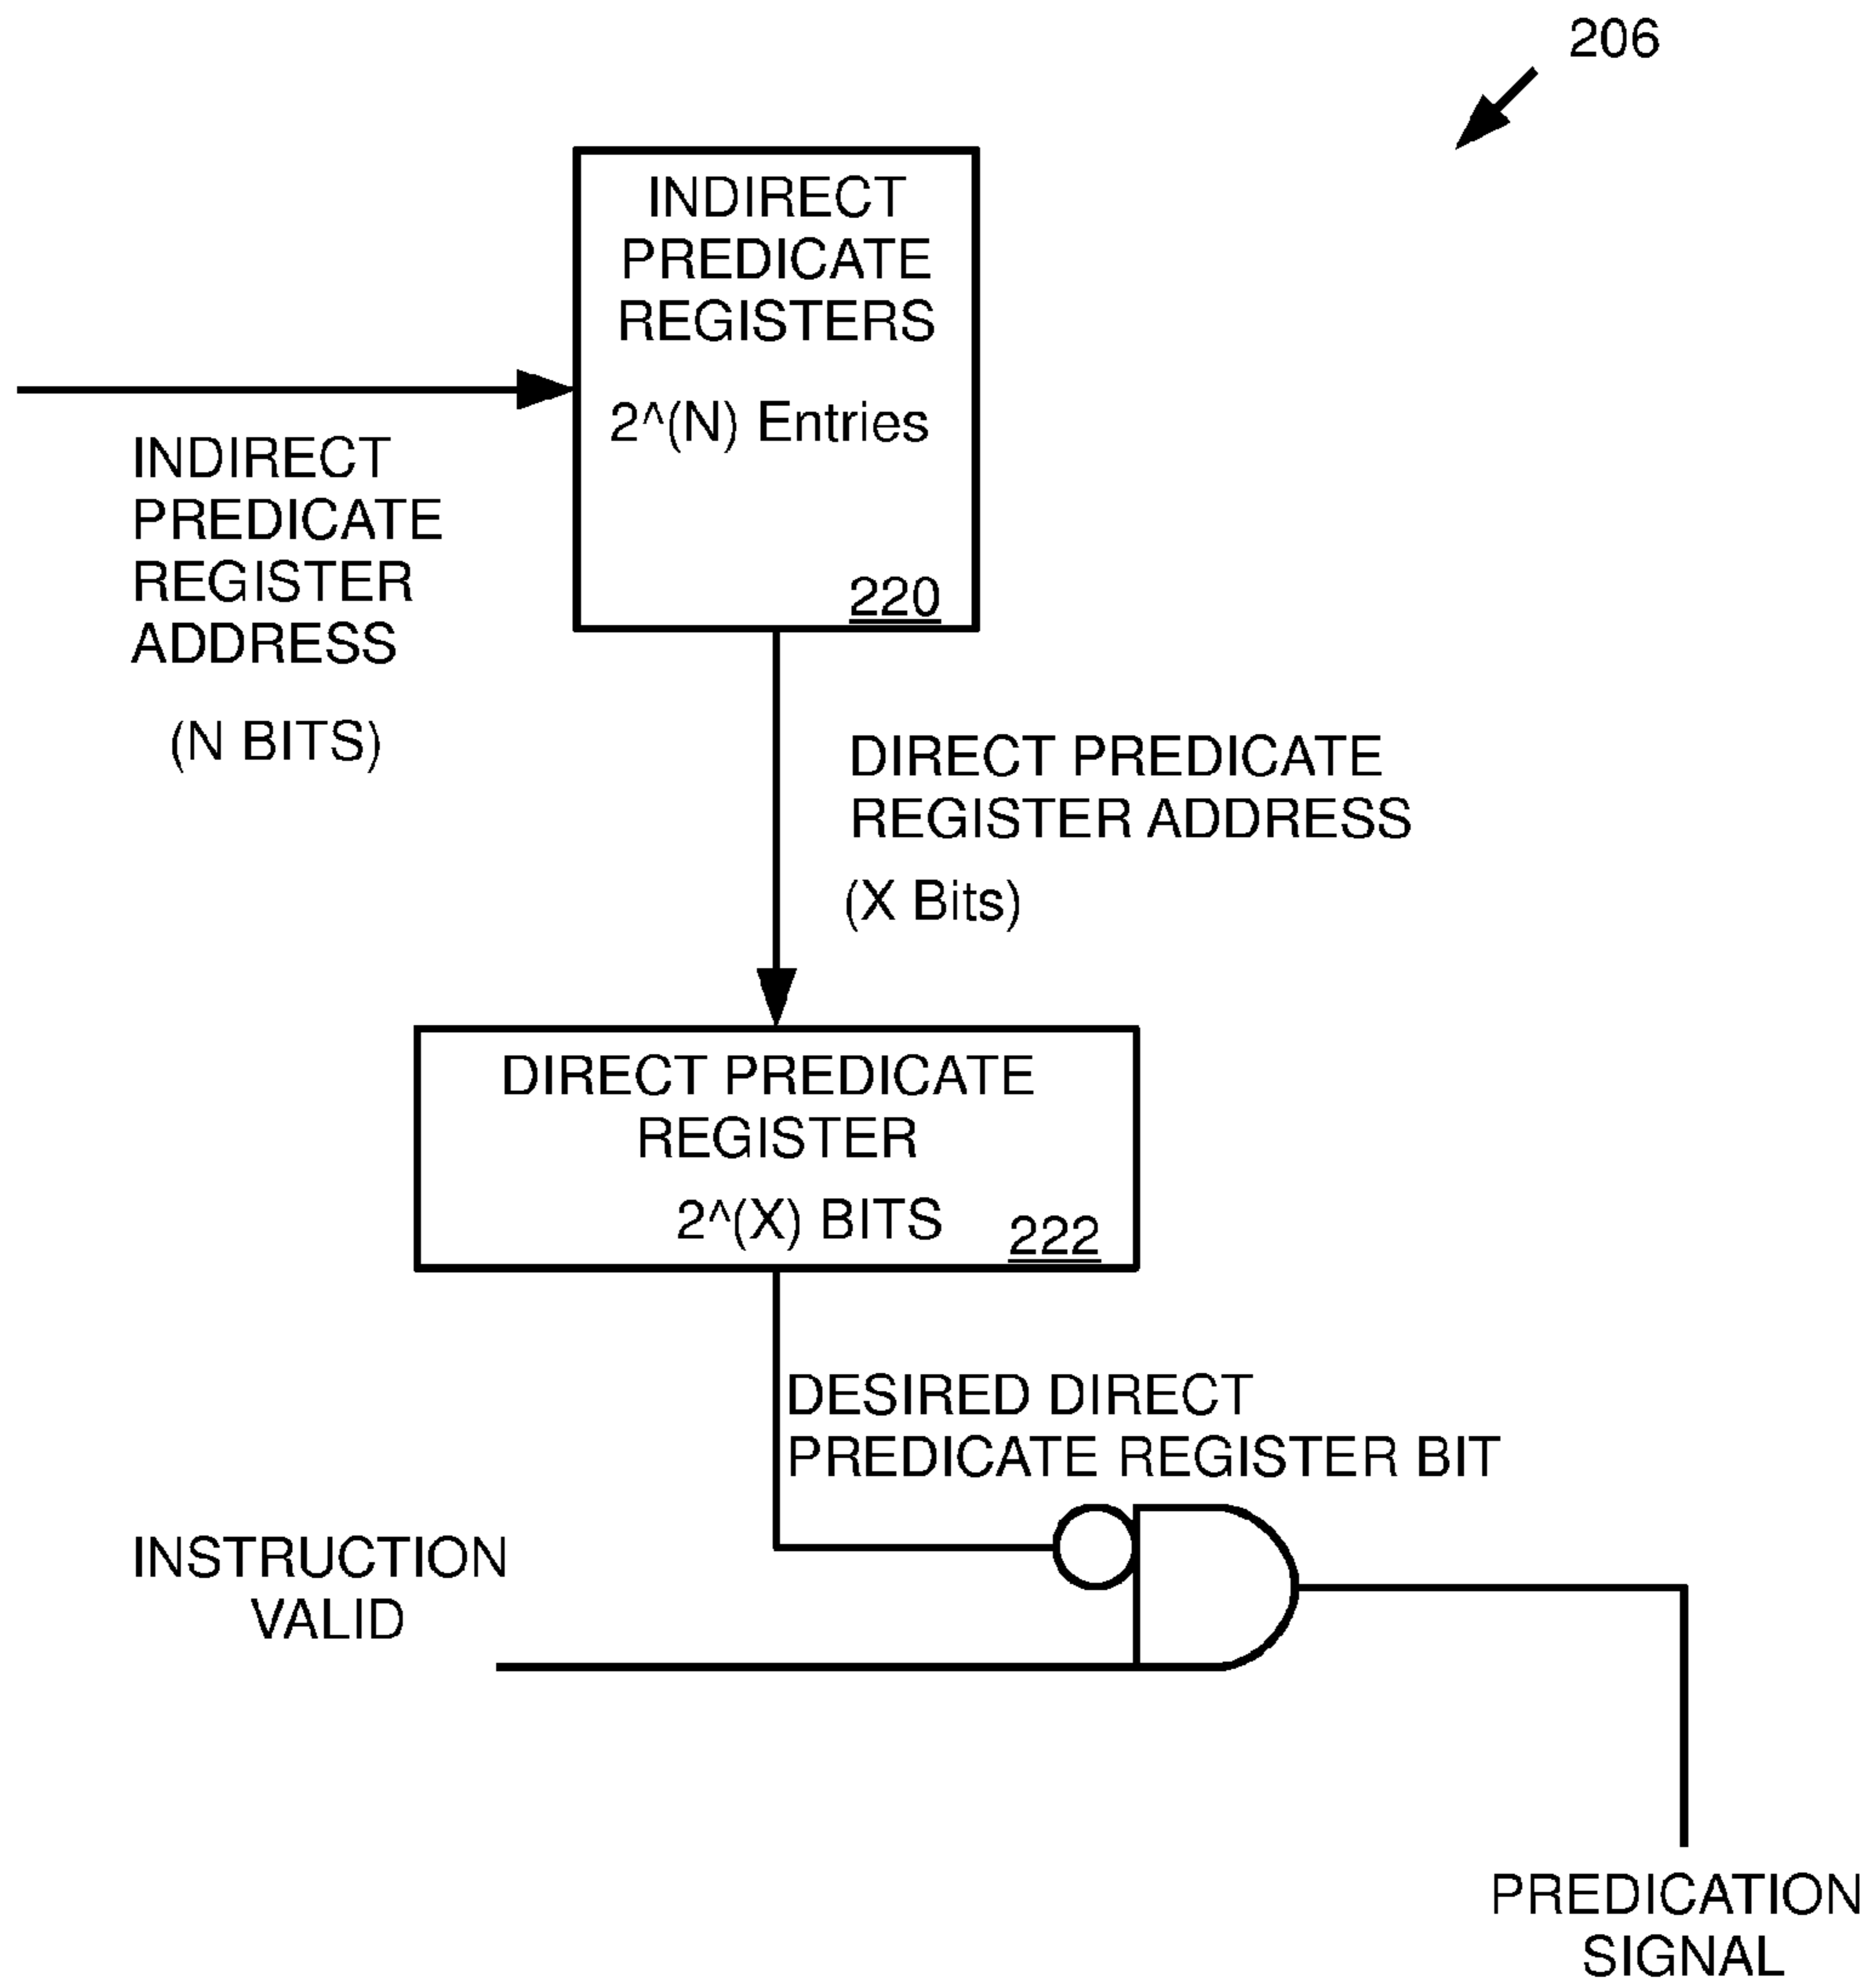 206
INDIRECT
PREDICATE
REGISTERS
2^(N) Entries
220
INDIRECT
PREDICATE
REGISTER
ADDRESS
(N BITS)
DIRECT PREDICATE
REGISTER ADDRESS
(X Bits)
DIRECT PREDICATE
REGISTER
2^(X) BITS
222
DESIRED DIRECT
PREDICATE REGISTER BIT
INSTRUCTION
VALID
PREDICATION
SIGNAL